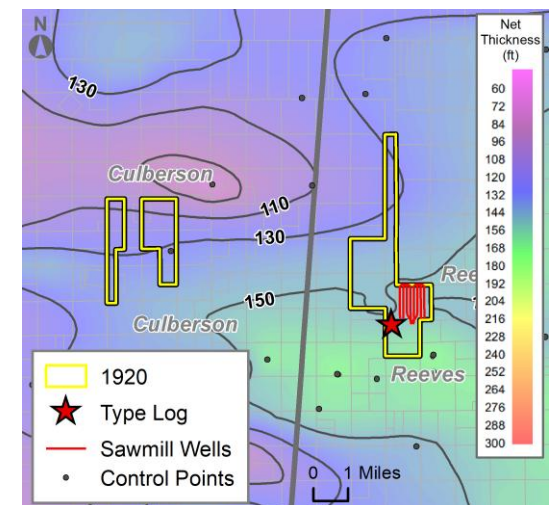 N
Net
Thickness
(ft)
60
72
84
96
108
120
132
144
156
168
180
192
204
216
228
240
252
264
276
288
300
130
Culberson
110
130
150
Culberson
Ree
Reeves
1920
Type Log
Sawmill Wells
Control Points
0 1 Miles